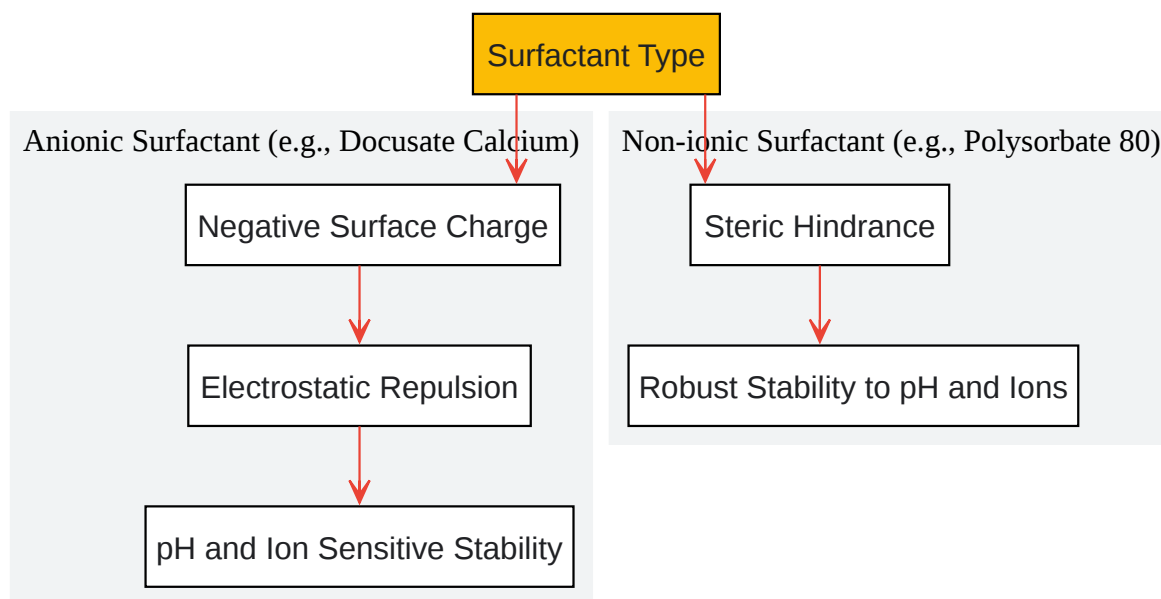 Surfactant Type
Anionic Surfactant (e.g., Docusate Calcium)
Negative Surface Charge
Electrostatic Repulsion
pH and Ion Sensitive Stability
Non-ionic Surfactant (e.g., Polysorbate 80)
Steric Hindrance
Robust Stability to pH and Ions